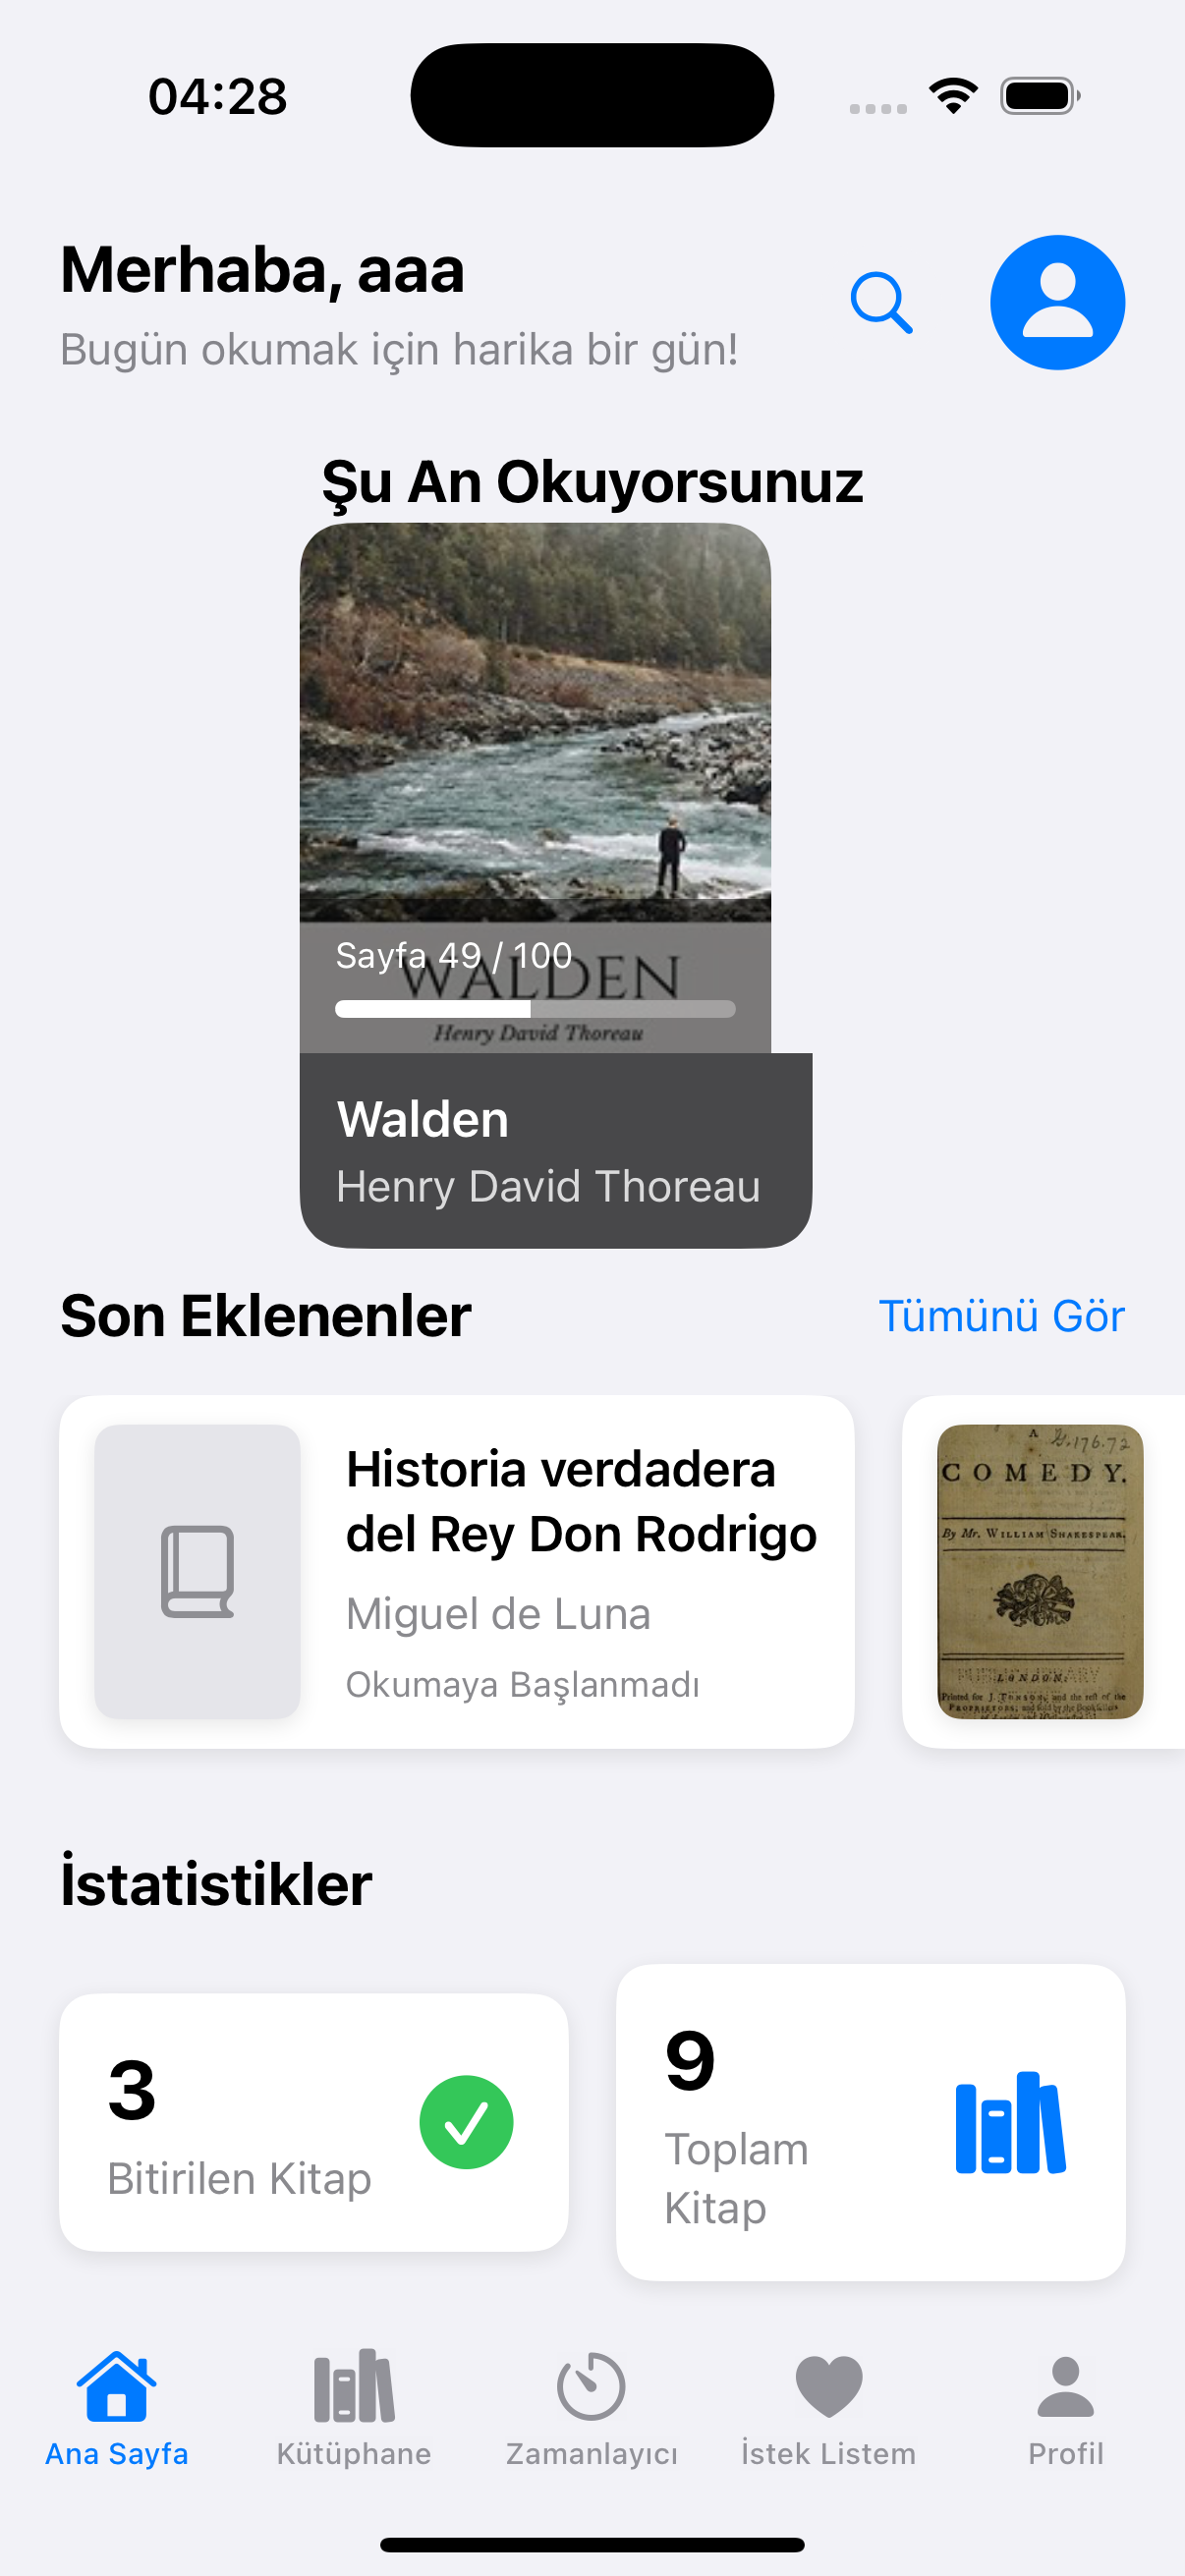 04:28
Merhaba, aaa
Bugün okumak için harika bir gün!
Şu An Okuyorsunuz
Sayfa 49 / 100
WALDEN
Henry David Thoreau
Walden
Henry David Thoreau
Son Eklenenler
Tümünü Gör
Historia verdadera
del Rey Don Rodrigo
Miguel de Luna
Okumaya Başlanmadı
A
COMEDY.
By Mr. WILLIAM SHAKESPEAR.
LONDON:
Printed for J. TONSON, and the rest of the
PROPRIETORS; and sold by the Booksellers
İstatistikler
3
Bitirilen Kitap
9
Toplam
Kitap
Ana Sayfa
Kütüphane
Zamanlayıcı
İstek Listem
Profil